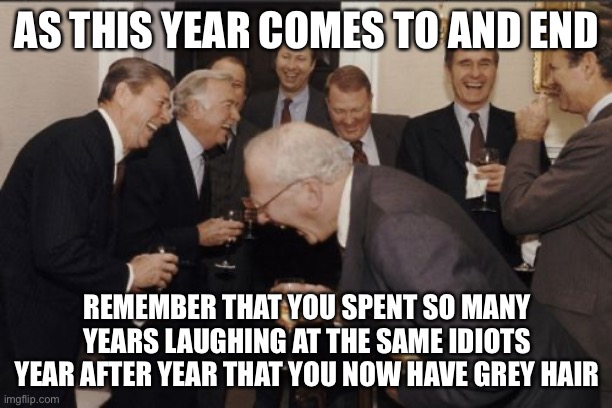 AS THIS YEAR COMES TO AND END
REMEMBER THAT YOU SPENT SO MANY
YEARS LAUGHING AT THE SAME IDIOTS
YEAR AFTER YEAR THAT YOU NOW HAVE GREY HAIR
imgflip.com